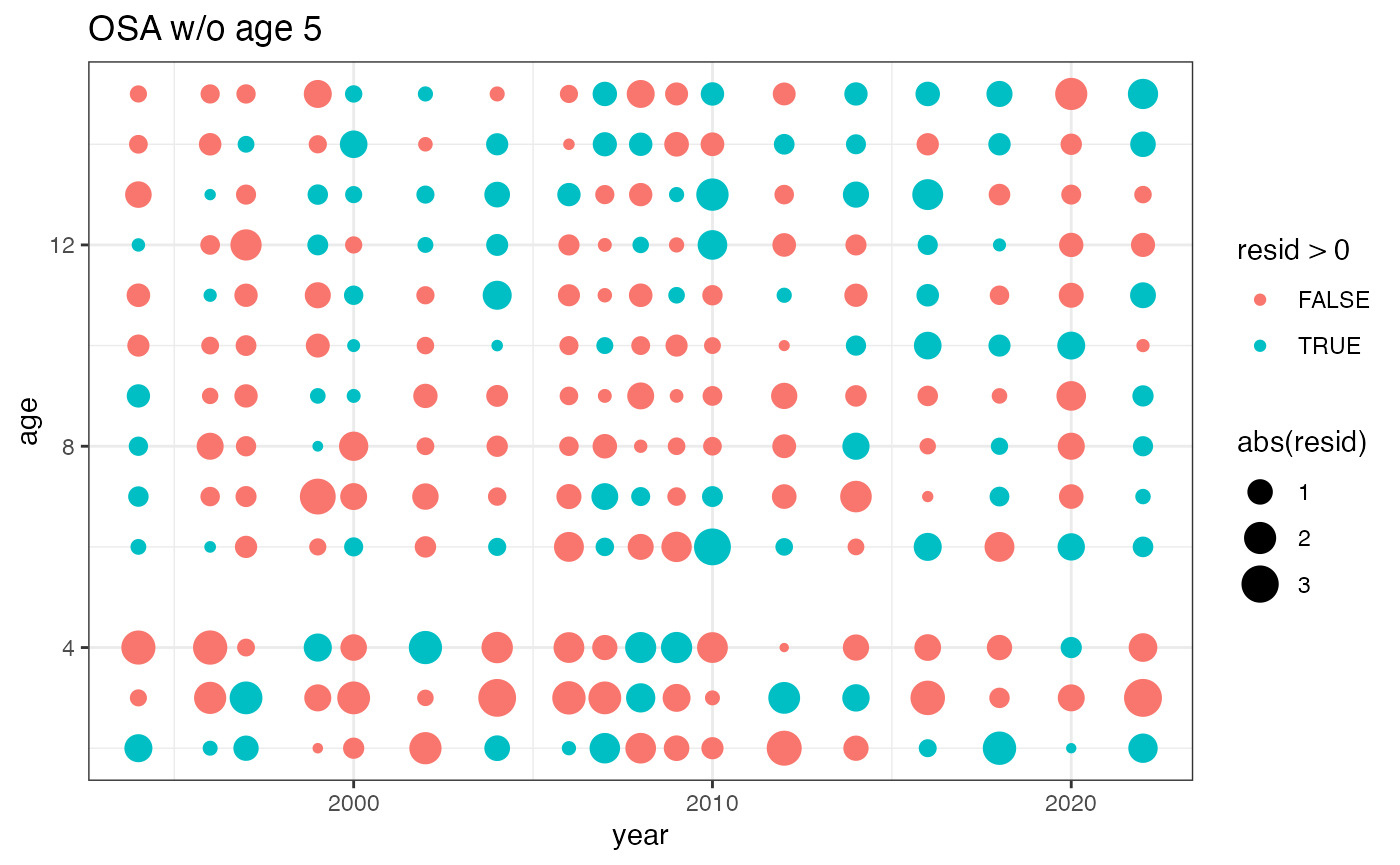 OSA w/o age 5
12
8
4
age
2000
2010
2020
year
resid > 0
FALSE
TRUE
abs(resid)
1
2
3